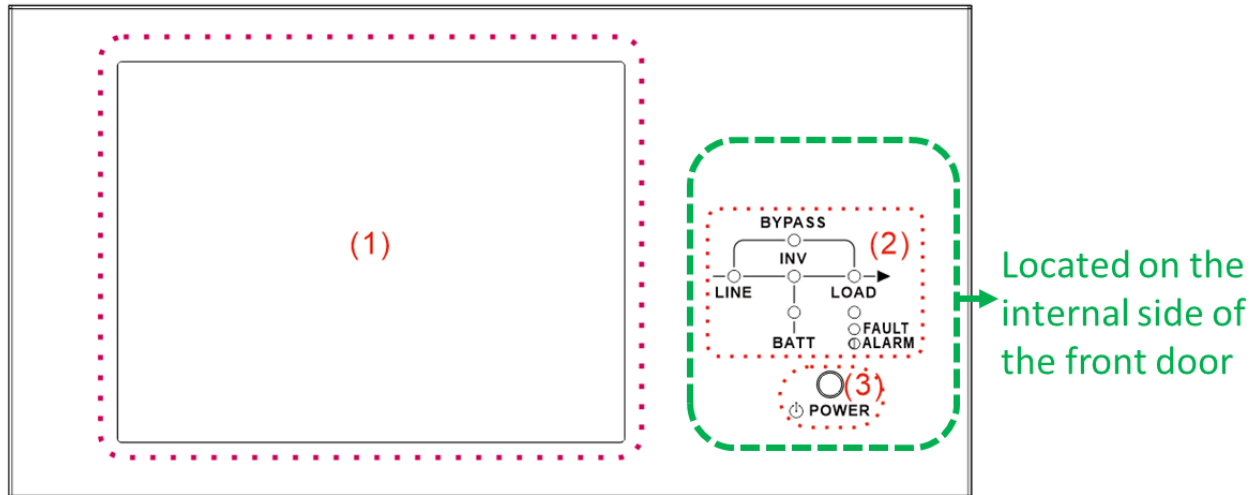 (1)
BYPASS
(2)
INV
LINE
LOAD
BATT
FAULT
ALARM
(3)
POWER
Located on the
internal side of
the front door